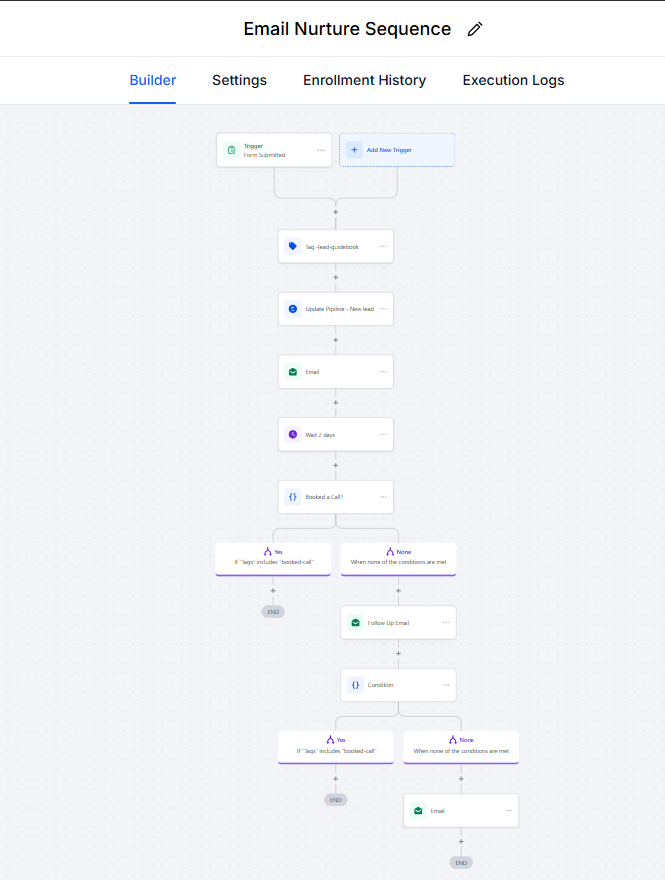 Email Nurture Sequence
Builder
Settings
Enrollment History
Execution Logs
Trigger
Form Submitted
Add New Trigger
Tag -lead-guidebook
Update Pipiline - New lead
Email
Wait 2 days
Booked a Call?
Yes
If "tags" includes "booked-call"
None
When none of the conditions are met
END
Follow Up Email
Condition
Yes
If "tags" includes "booked-call"
None
When none of the conditions are met
END
Email
END